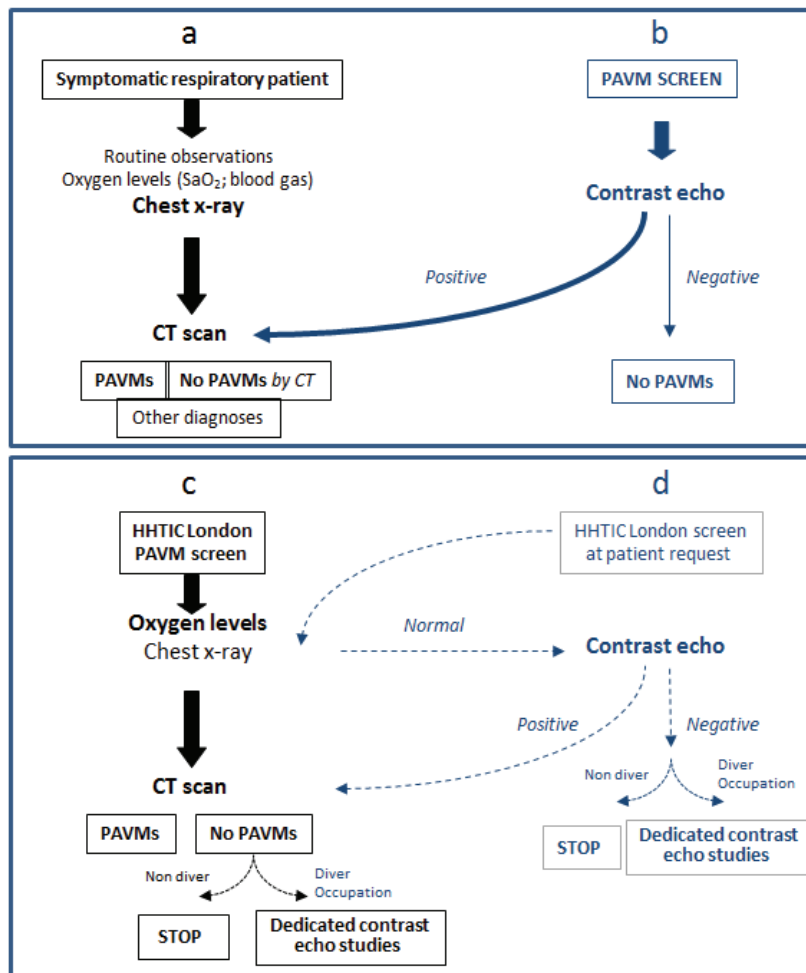 a
Symptomatic respiratory patient
Routine observations
Oxygen levels (SaO₂; blood gas)
Chest x-ray
CT scan
PAVMs
No PAVMs by CT
Other diagnoses
b
PAVM SCREEN
Contrast echo
Positive
Negative
No PAVMs
c
HHTIC London
PAVM screen
Oxygen levels
Chest x-ray
CT scan
PAVMs
No PAVMs
Non diver
Diver
Occupation
STOP
Dedicated contrast
echo studies
d
HHTIC London screen
at patient request
Normal
Contrast echo
Positive
Negative
Non diver
Diver
Occupation
STOP
Dedicated contrast
echo studies